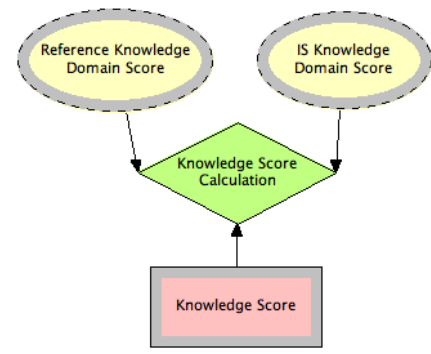 Reference Knowledge
Domain Score
IS Knowledge
Domain Score
Knowledge Score
Calculation
Knowledge Score